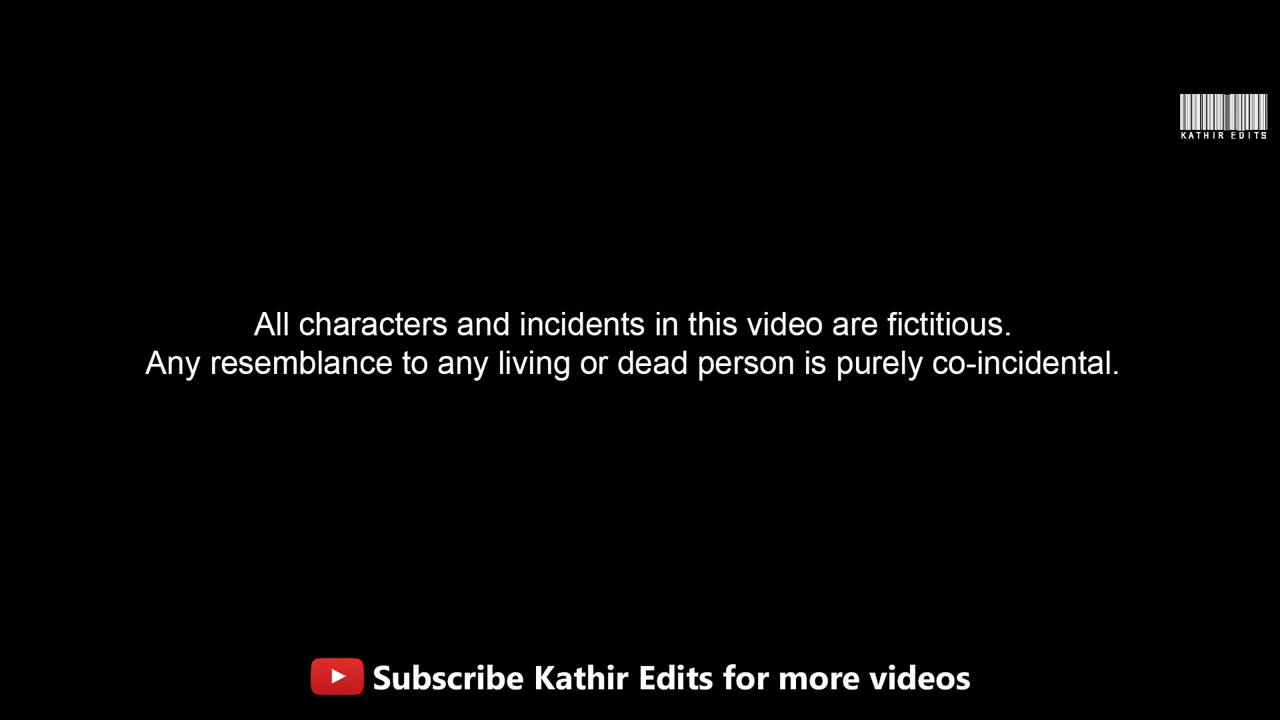 KATHIR EDITS
All characters and incidents in this video are fictitious.
Any resemblance to any living or dead person is purely co-incidental.
Subscribe Kathir Edits for more videos